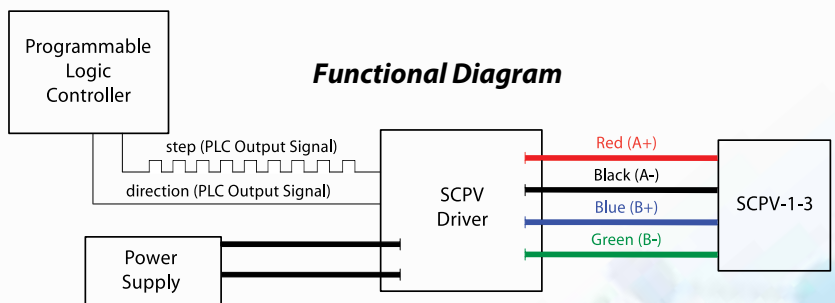 Programmable
Logic
Controller
Functional Diagram
step (PLC Output Signal)
direction (PLC Output Signal)
SCPV
Driver
Red (A+)
Black (A-)
Blue (B+)
Green (B-)
SCPV-1-3
Power
Supply